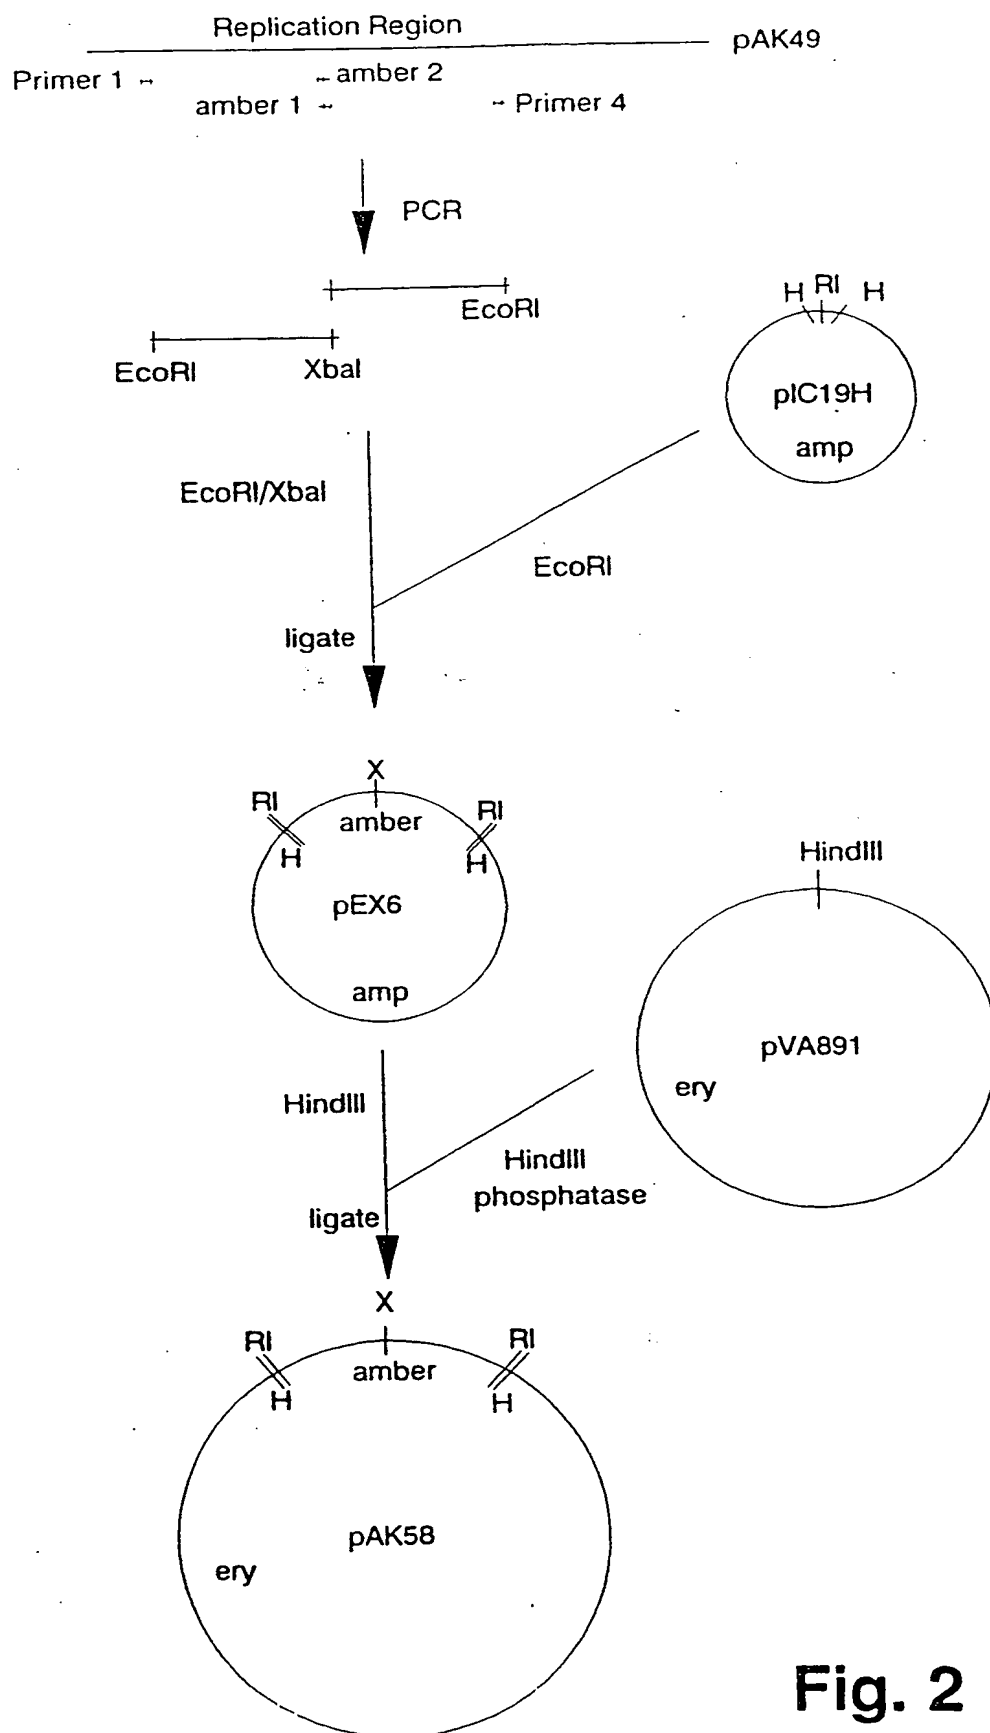 Replication Region
pAK49
Primer 1
amber 2
amber 1
Primer 4
PCR
EcoRI
EcoRI
XbaI
H RI H
pIC19H
amp
EcoRI/XbaI
EcoRI
ligate
X
RI
RI
amber
H
H
pEX6
amp
HindIII
pVA891
ery
HindIII
HindIII
phosphatase
ligate
X
RI
RI
amber
H
H
pAK58
ery
Fig. 2